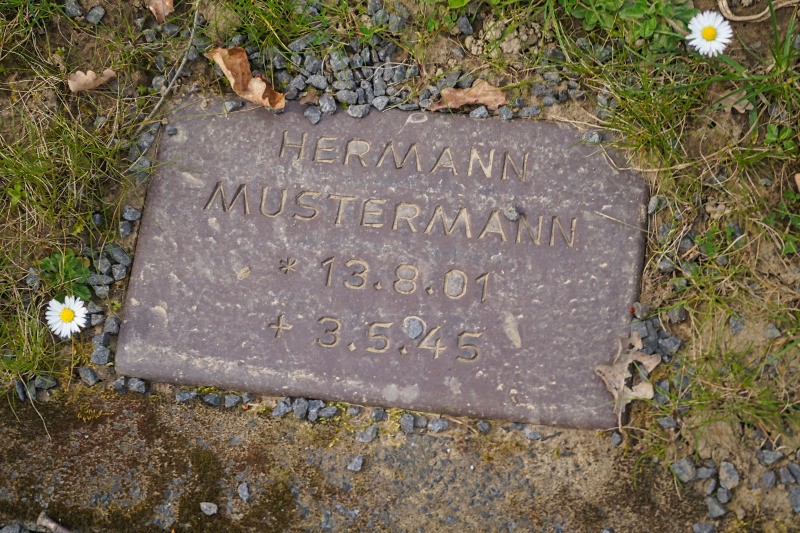 HERMANN
MUSTERMANN
* 13.8.01
+ 3.5.45